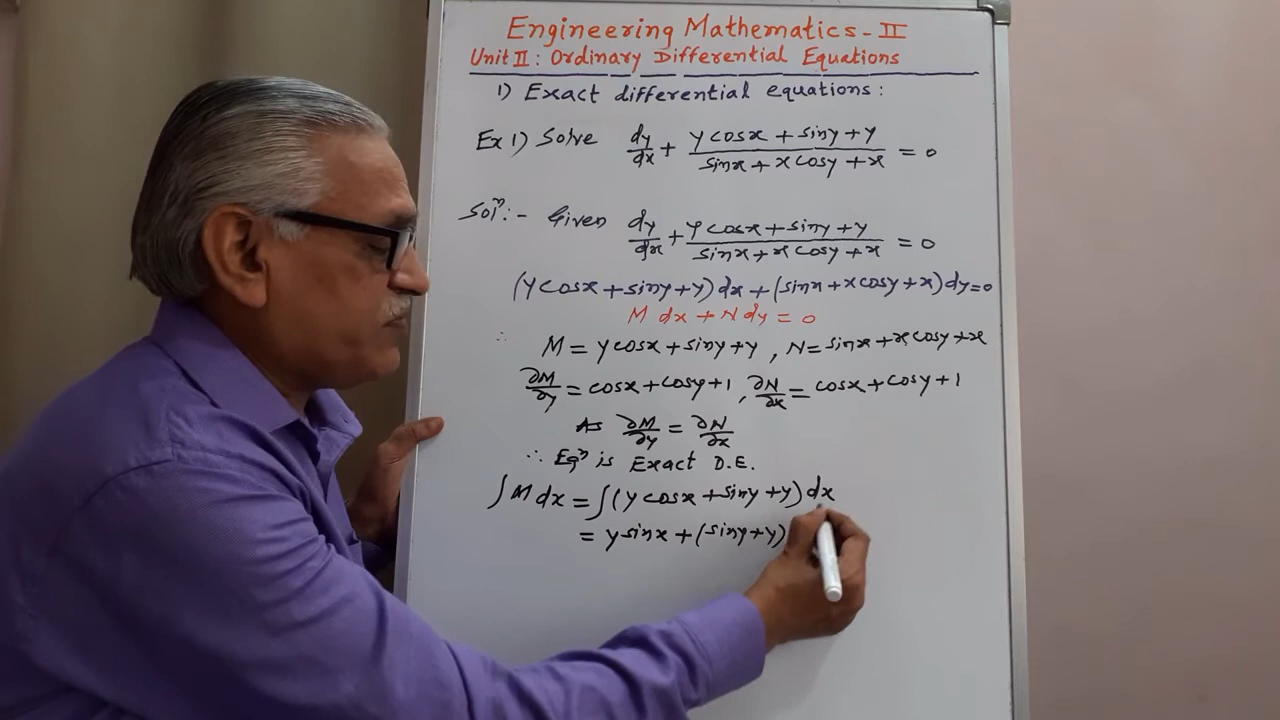 Engineering Mathematics - II
Unit II : Ordinary Differential Equations
1) Exact differential equations :
Ex 1) Solve dy/dx + (y cosx + siny + y)/(sinx + x cosy + x) = 0
Solⁿ :- Given dy/dx + (y cosx + siny + y)/(sinx + x cosy + x) = 0
(y cosx + siny + y) dx + (sinx + x cosy + x) dy = 0
M dx + N dy = 0
∴ M = y cosx + siny + y , N = sinx + x cosy + x
∂M/∂y = cosx + cosy + 1 , ∂N/∂x = cosx + cosy + 1
As ∂M/∂y = ∂N/∂x
∴ Eqⁿ is Exact D.E.
∫ M dx = ∫ (y cosx + siny + y) dx
= y sinx + (siny + y)